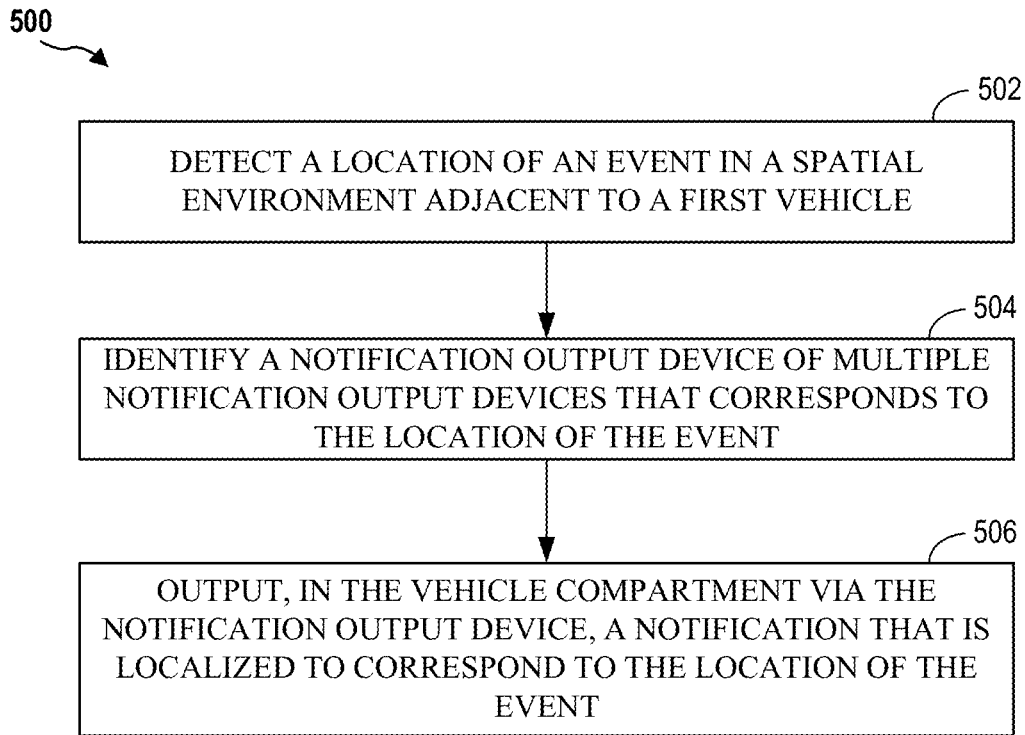 500
502
DETECT A LOCATION OF AN EVENT IN A SPATIAL
ENVIRONMENT ADJACENT TO A FIRST VEHICLE
504
IDENTIFY A NOTIFICATION OUTPUT DEVICE OF MULTIPLE
NOTIFICATION OUTPUT DEVICES THAT CORRESPONDS TO
THE LOCATION OF THE EVENT
506
OUTPUT, IN THE VEHICLE COMPARTMENT VIA THE
NOTIFICATION OUTPUT DEVICE, A NOTIFICATION THAT IS
LOCALIZED TO CORRESPOND TO THE LOCATION OF THE
EVENT